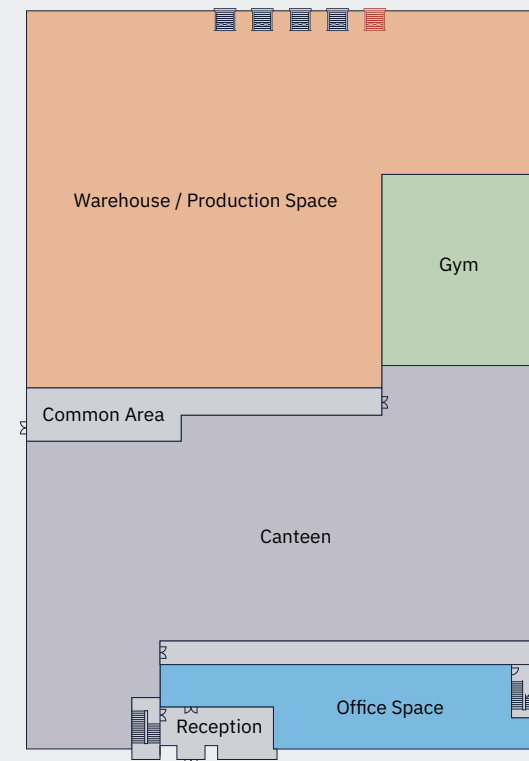 Warehouse / Production Space
Gym
Common Area
Canteen
Office Space
Reception